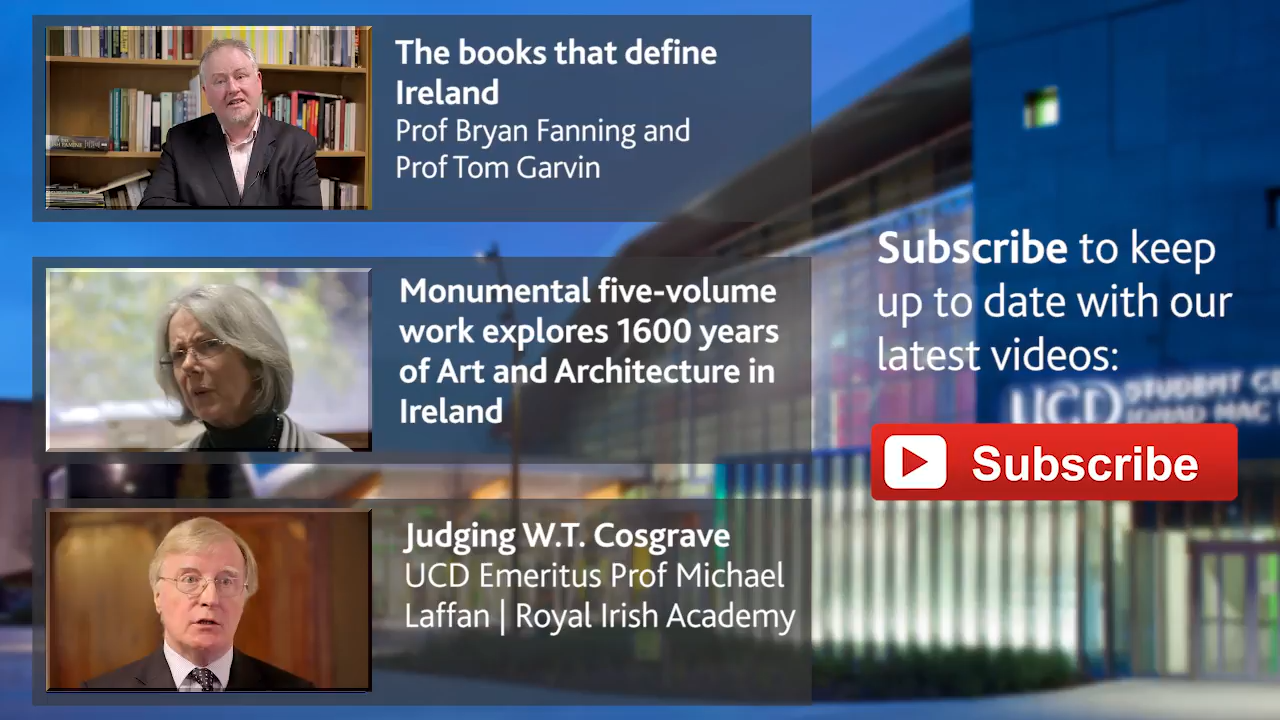 The books that define
Ireland
Prof Bryan Fanning and
Prof Tom Garvin
Monumental five-volume
work explores 1600 years
of Art and Architecture in
Ireland
Judging W.T. Cosgrave
UCD Emeritus Prof Michael
Laffan | Royal Irish Academy
Subscribe to keep
up to date with our
latest videos:
UCD STUDENT
Subscribe